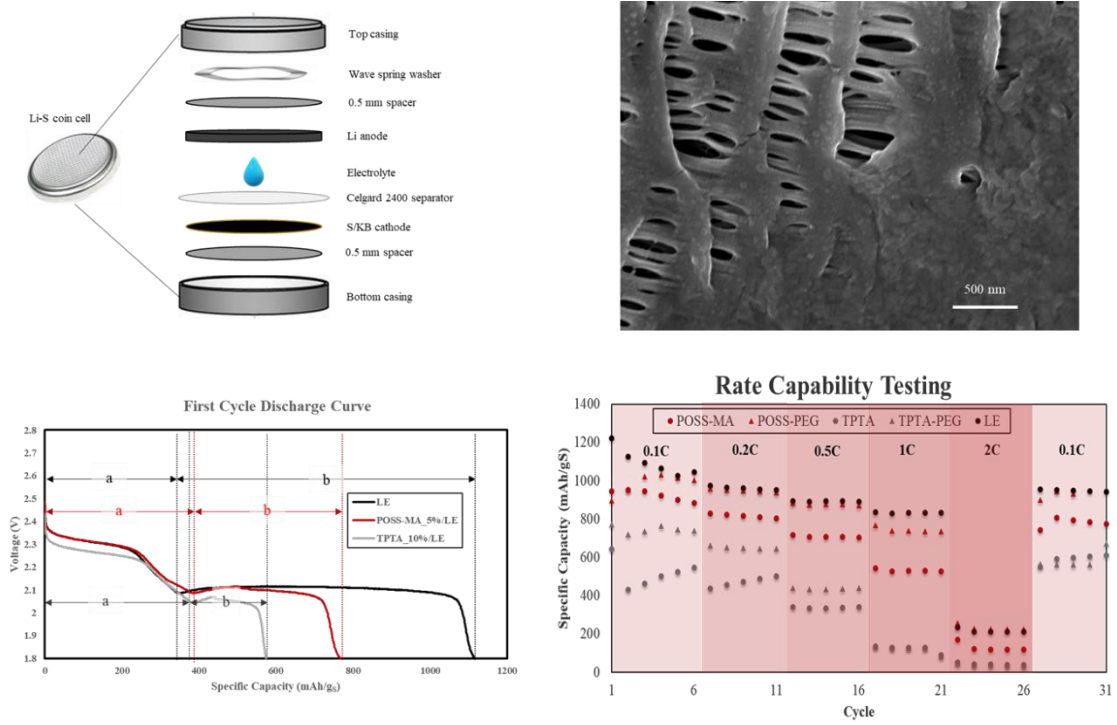 Top casing
Wave spring washer
0.5 mm spacer
Li-S coin cell
Li anode
Electrolyte
Celgard 2400 separator
S/KB cathode
0.5 mm spacer
Bottom casing
500 nm
First Cycle Discharge Curve
Voltage (V)
2.8
2.7
2.6
2.5
2.4
2.3
2.2
2.1
2
1.9
1.8
a
b
a
b
a
b
LE
POSS-MA_5%/LE
TPTA_10%/LE
0
200
400
600
800
1000
1200
Specific Capacity (mAh/gS)
Rate Capability Testing
Specific Capacity (mAh/gS)
1400
1200
1000
800
600
400
200
0
POSS-MA POSS-PEG TPTA TPTA-PEG LE
0.1C
0.2C
0.5C
1C
2C
0.1C
1
6
11
16
21
26
31
Cycle